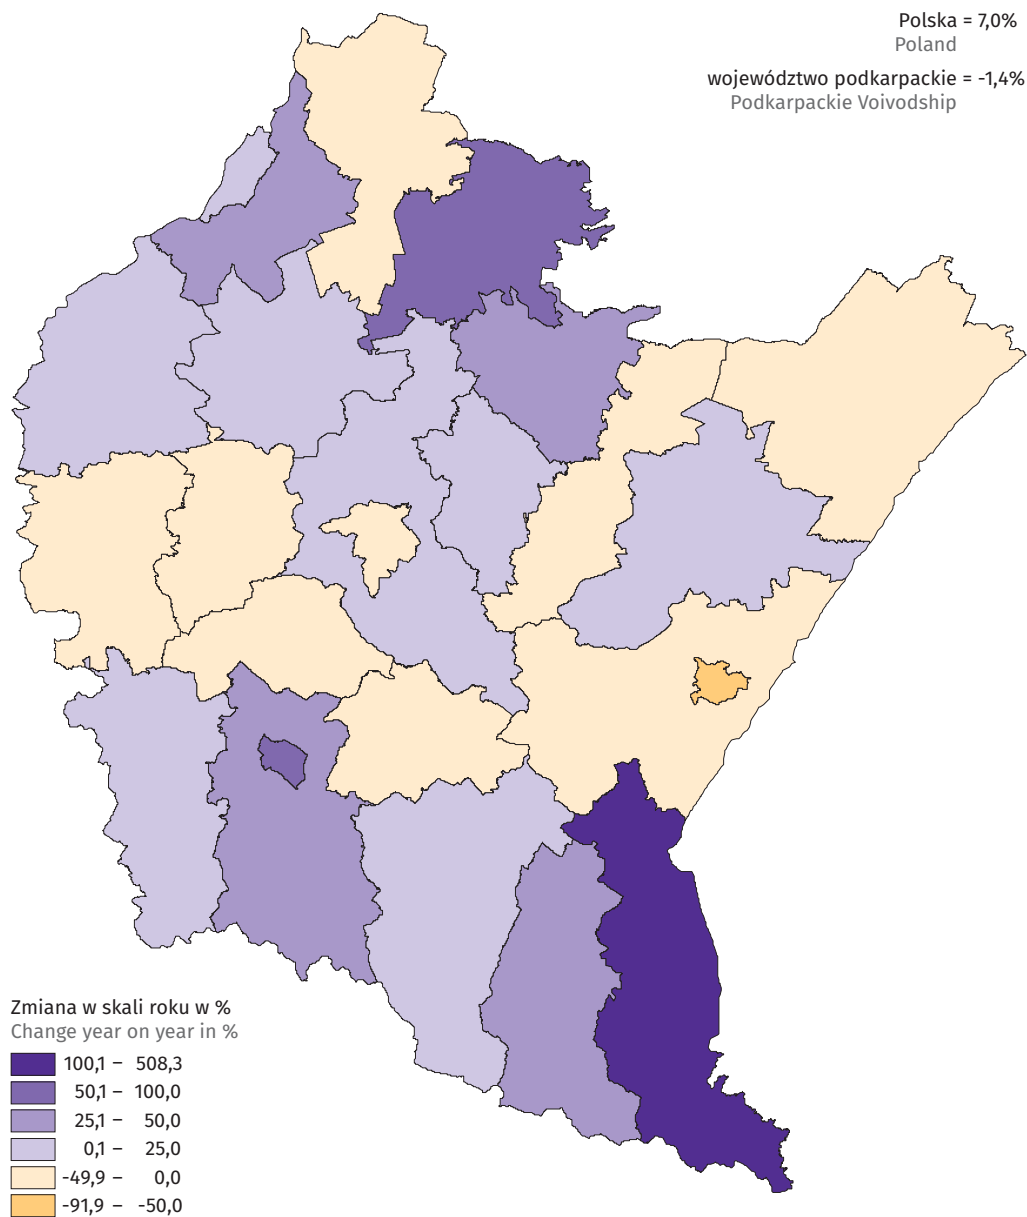 Polska = 7,0%
Poland
województwo podkarpackie = -1,4%
Podkarpackie Voivodship
Zmiana w skali roku w %
Change year on year in %
100,1 – 508,3
50,1 – 100,0
25,1 – 50,0
0,1 – 25,0
-49,9 – 0,0
-91,9 – -50,0